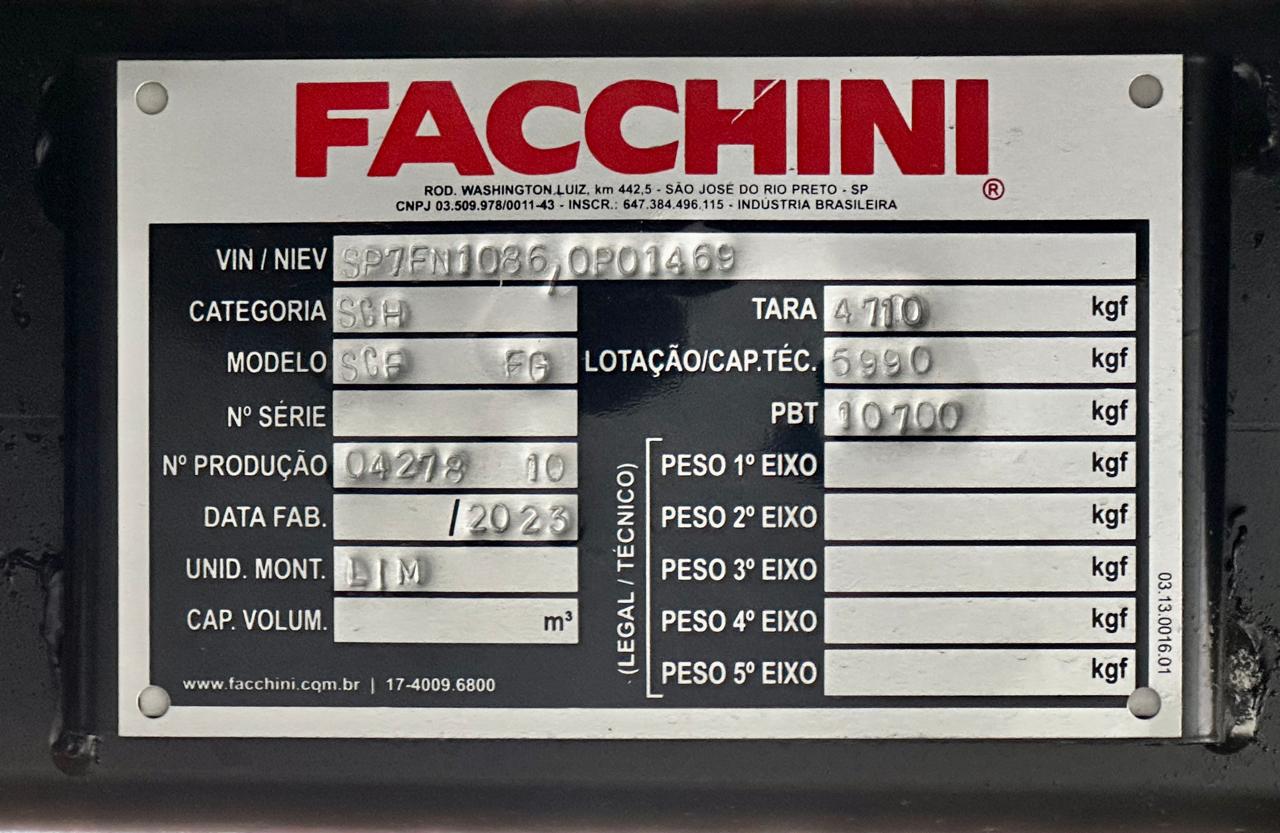 FACCHINI®
ROD. WASHINGTON LUIZ, km 442,5 - SÃO JOSÉ DO RIO PRETO - SP
CNPJ 03.509.978/0011-43 - INSCR.: 647.384.496.115 - INDÚSTRIA BRASILEIRA
VIN / NIEV SP7FN1086,0P01469
CATEGORIA SCH TARA 4710 kgf
MODELO SCF FG LOTAÇÃO/CAP.TÉC. 5990 kgf
Nº SÉRIE PBT 10700 kgf
Nº PRODUÇÃO 04278 10 PESO 1º EIXO kgf
DATA FAB. /2023 PESO 2º EIXO kgf
UNID. MONT. LIM PESO 3º EIXO kgf
CAP. VOLUM. m³ PESO 4º EIXO kgf
PESO 5º EIXO kgf
(LEGAL / TÉCNICO)
www.facchini.com.br | 17-4009.6800
03.13.0016.01